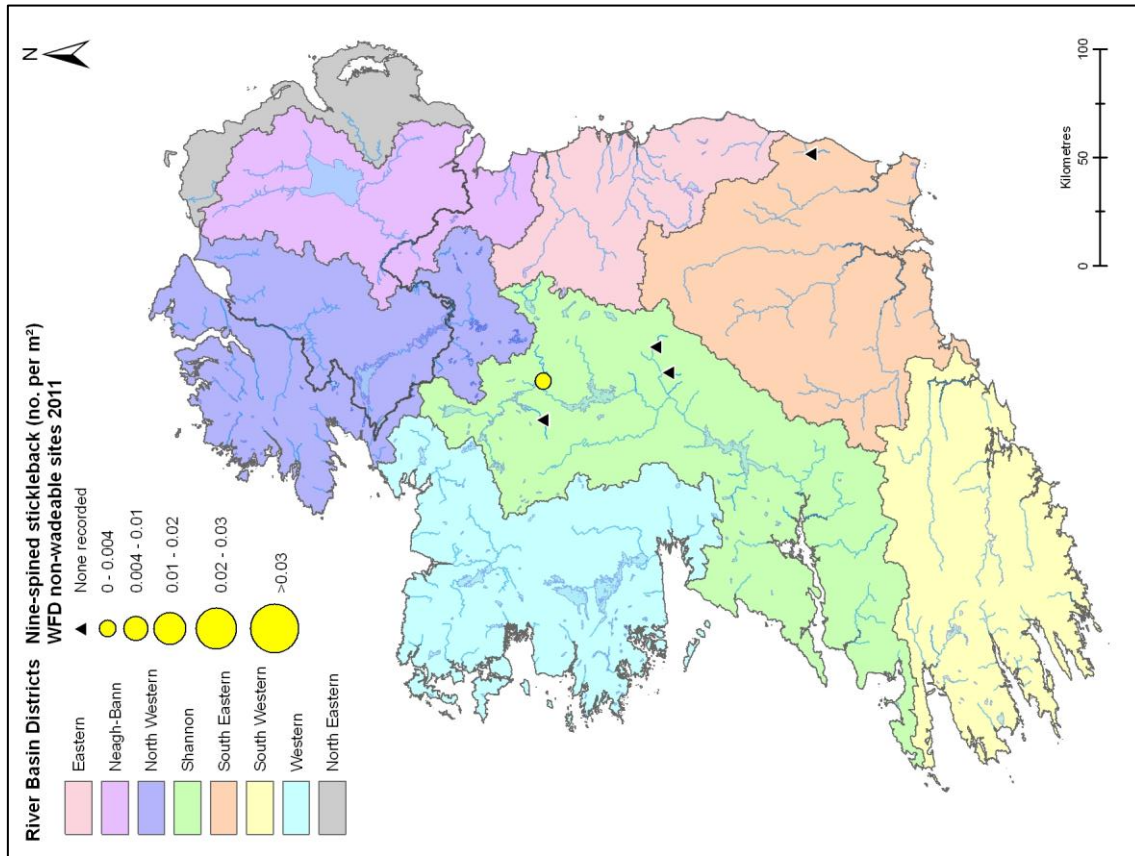 River Basin Districts
Eastern
Neagh-Bann
North Western
Shannon
South Eastern
South Western
Western
North Eastern
Nine-spined stickleback (no. per m²)
WFD non-wadeable sites 2011
None recorded
0 - 0.004
0.004 - 0.01
0.01 - 0.02
0.02 - 0.03
>0.03
N
0 50 100
Kilometres